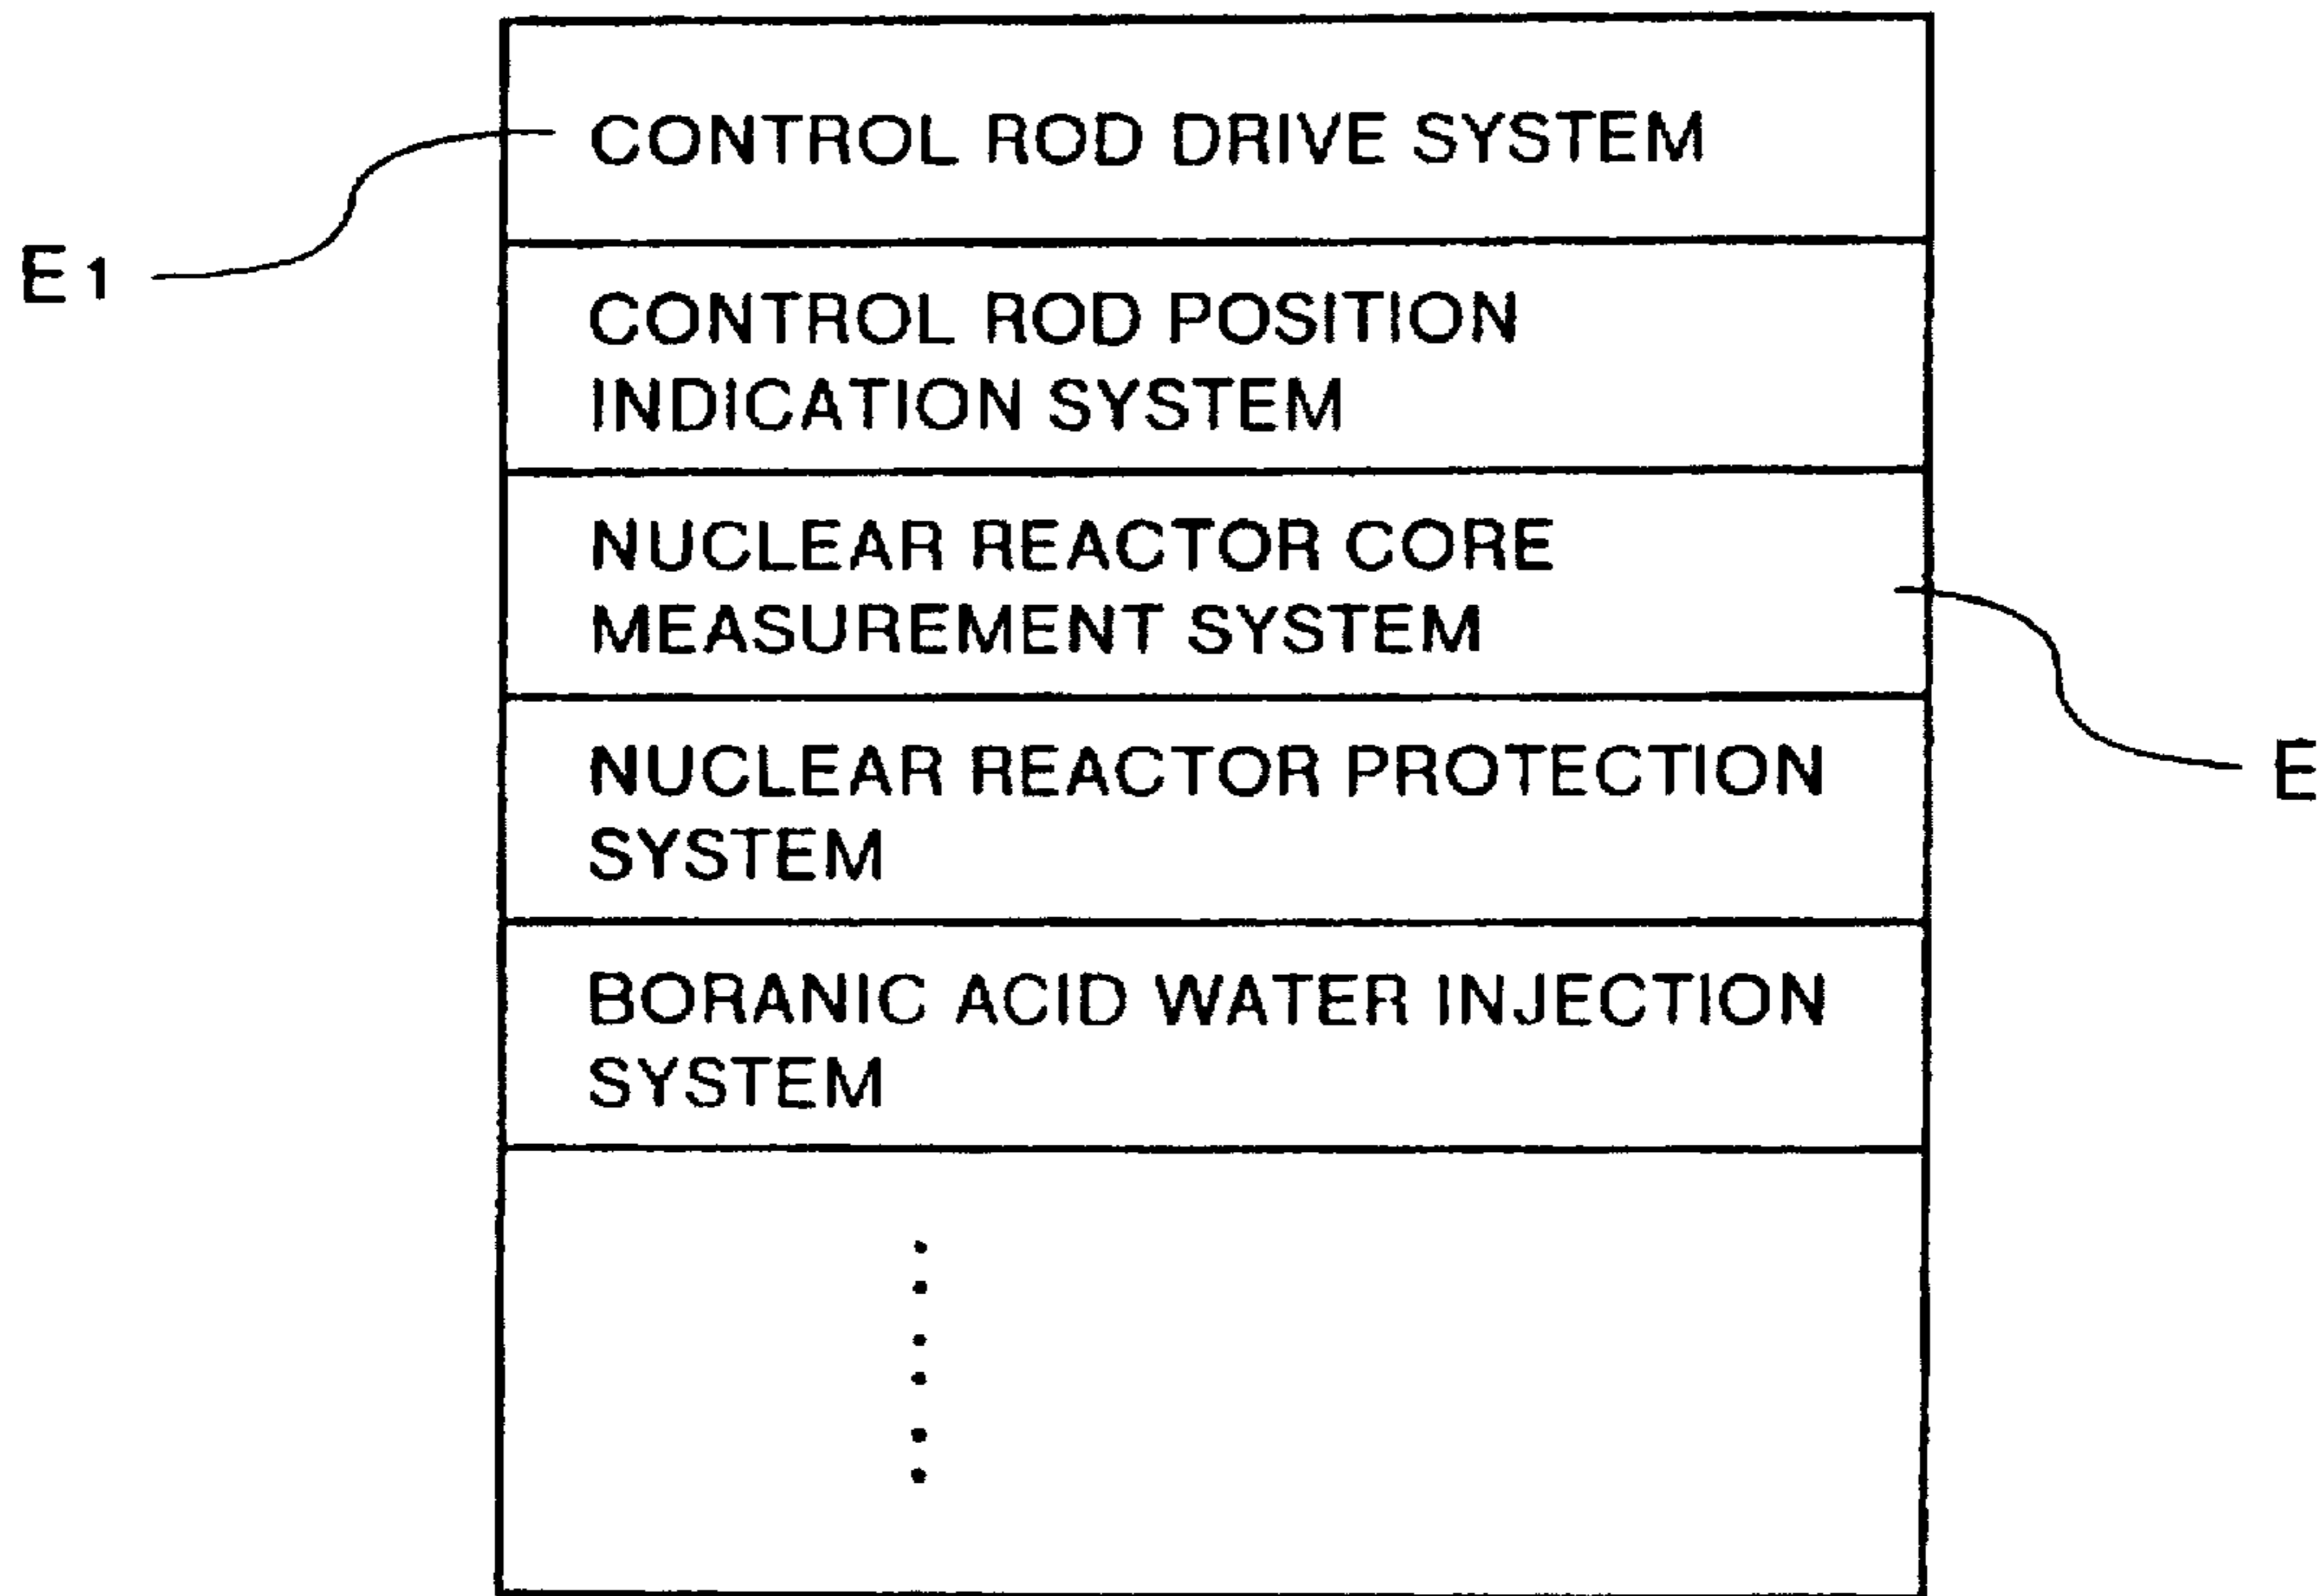 CONTROL ROD DRIVE SYSTEM
E1
CONTROL ROD POSITION
INDICATION SYSTEM
NUCLEAR REACTOR CORE
MEASUREMENT SYSTEM
E
NUCLEAR REACTOR PROTECTION
SYSTEM
BORANIC ACID WATER INJECTION
SYSTEM